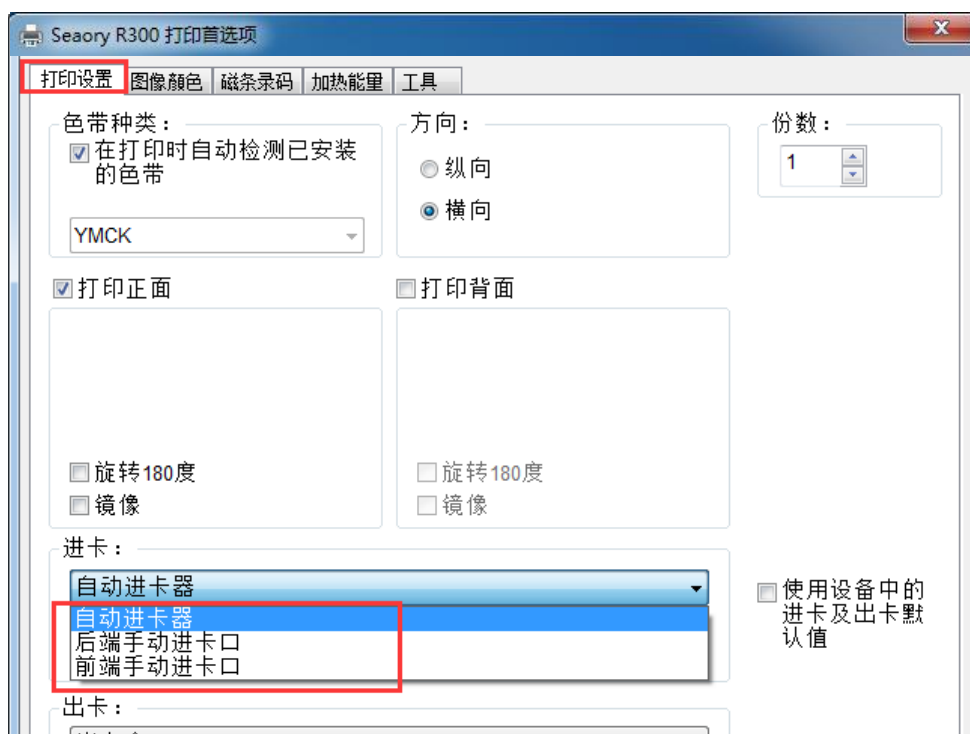 Seaory R300 打印首选项
打印设置 图像顏色 磁条录码 加热能量 工具
色带种类：
在打印时自动检测已安装
的色带
YMCK
方向：
纵向
横向
份数：
1
打印正面
打印背面
旋转180度
镜像
旋转180度
镜像
进卡：
自动进卡器
自动进卡器
后端手动进卡口
前端手动进卡口
使用设备中的
进卡及出卡默
认值
出卡：